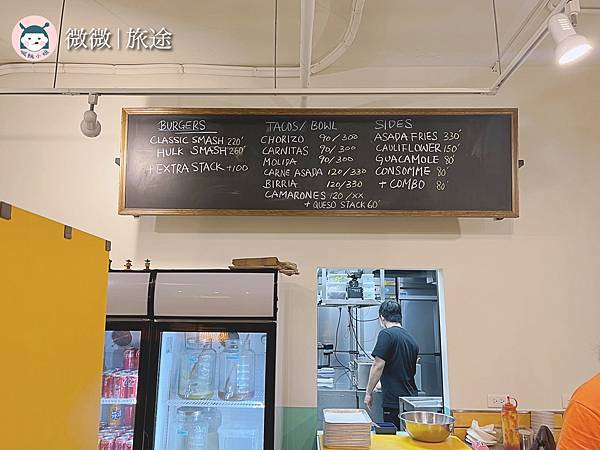 微微|旅途
BURGERS
CLASSIC SMASH 220'
HULK SMASH 260'
+ EXTRA STACK +100
TACOS/ BOWL
CHORIZO 90/300
CARNITAS 90/300
MOLIDA 90/300
CARNE ASADA 120/330
BIRRIA 120/330
CAMARONES 120/XX
+ QUESO STACK 60'
SIDES
ASADA FRIES 330'
CAULIFLOWER 150'
GUACAMOLE 80'
CONSOMME 80'
+ COMBO 80'